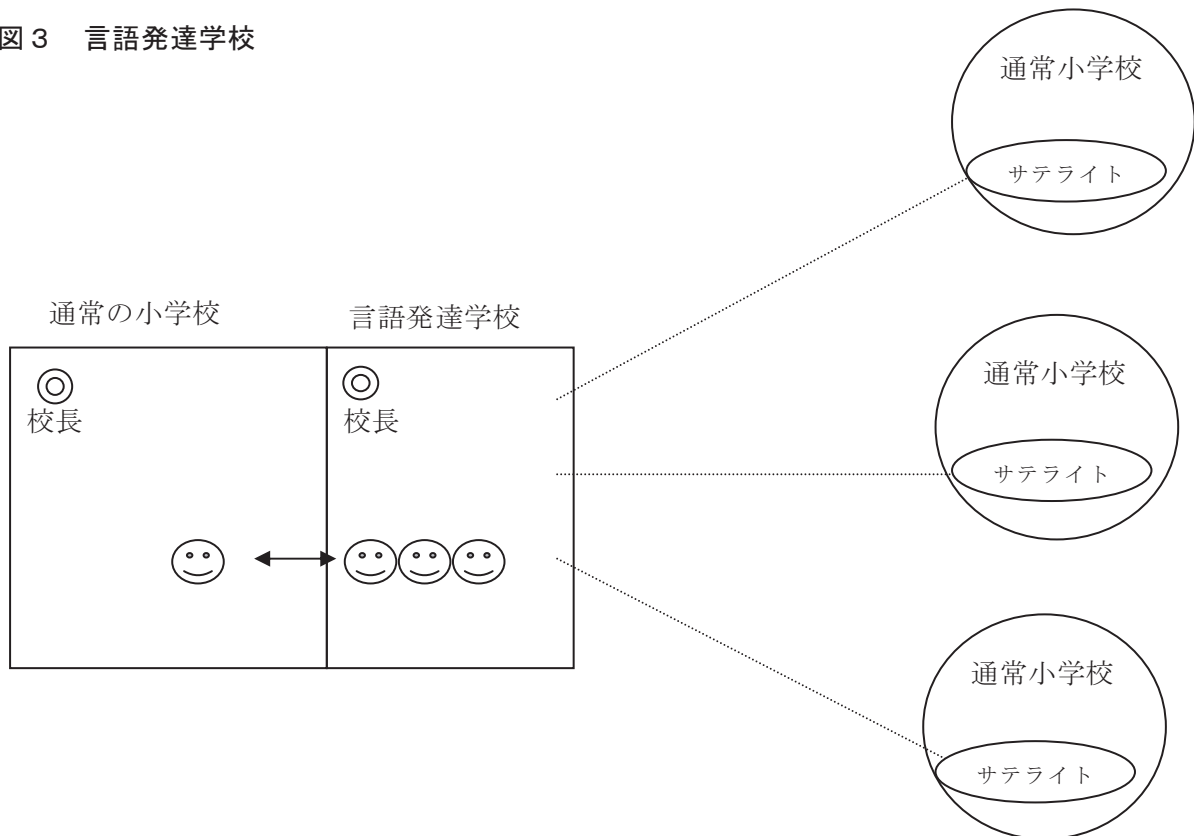 図3 言語発達学校
通常小学校
サテライト
通常の小学校
言語発達学校
校長
校長
通常小学校
サテライト
通常小学校
サテライト